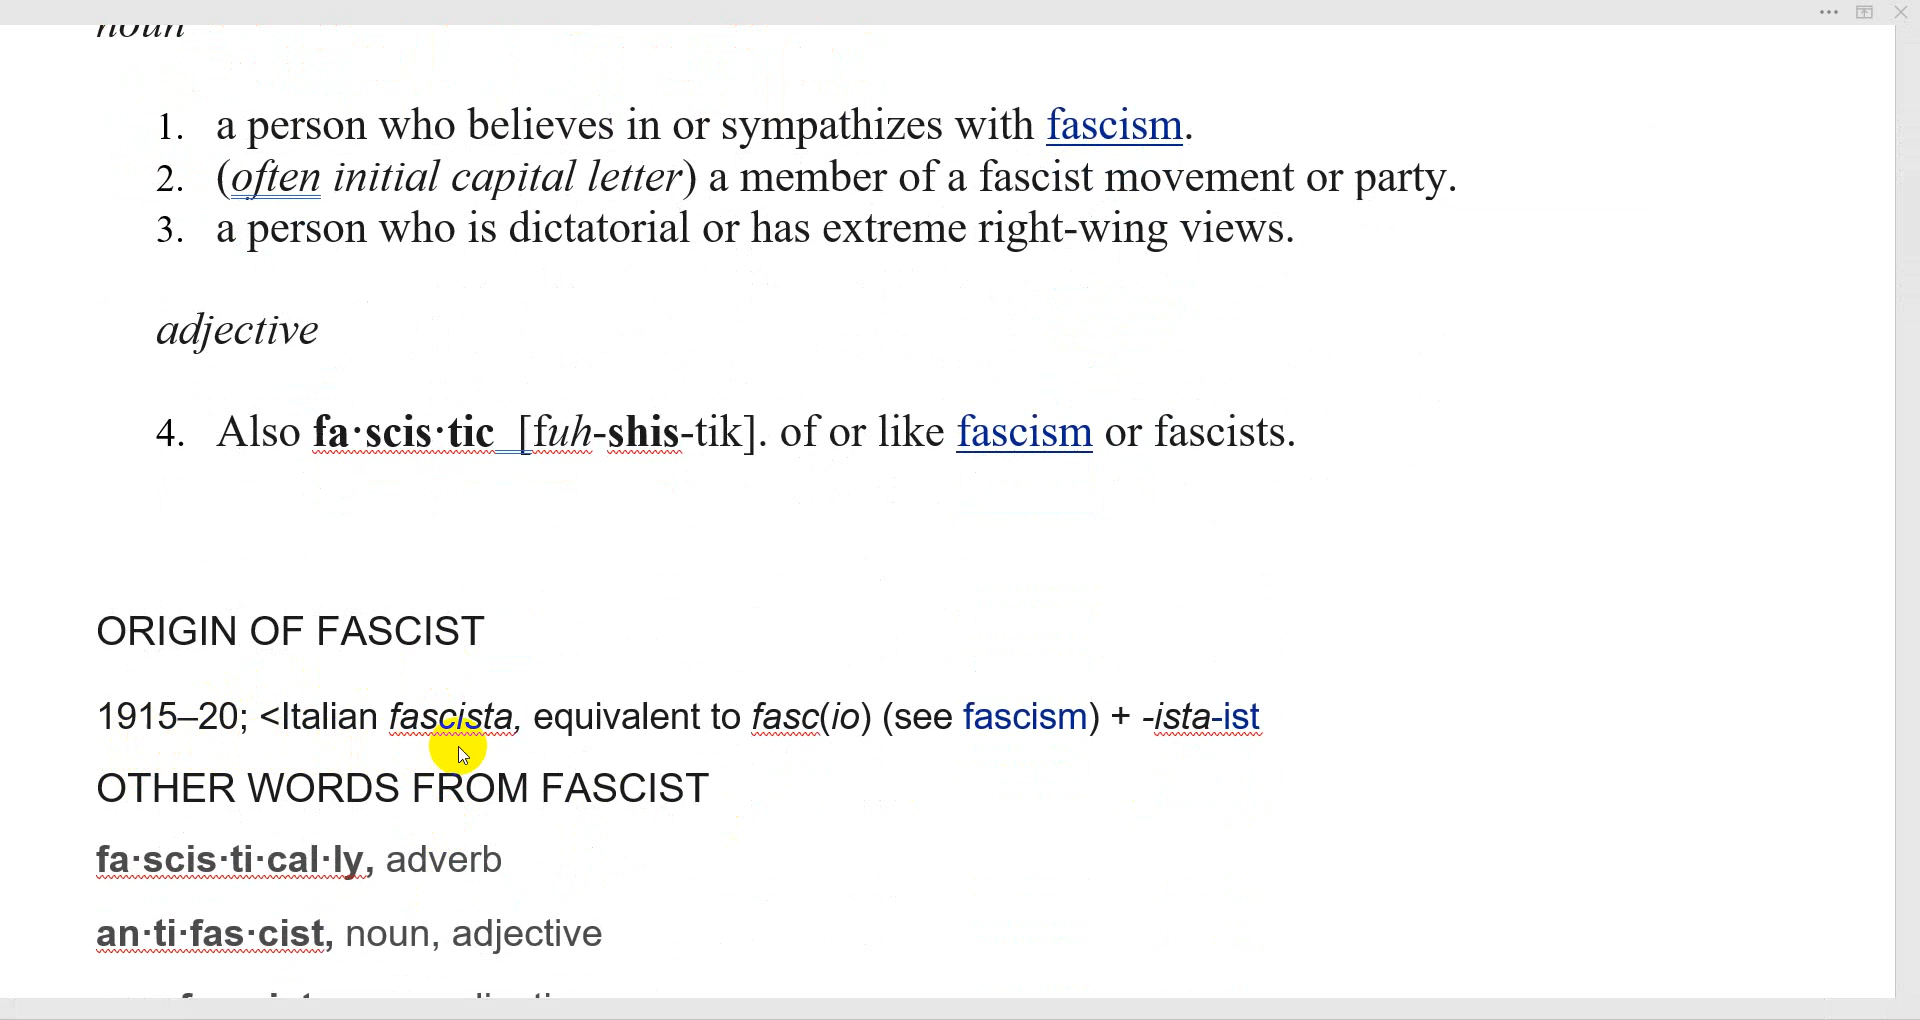 noun
1. a person who believes in or sympathizes with fascism.
2. (often initial capital letter) a member of a fascist movement or party.
3. a person who is dictatorial or has extreme right-wing views.
adjective
4. Also fa·scis·tic [fuh-shis-tik]. of or like fascism or fascists.
ORIGIN OF FASCIST
1915–20; <Italian fascista, equivalent to fasc(io) (see fascism) + -ista-ist
OTHER WORDS FROM FASCIST
fa·scis·ti·cal·ly, adverb
an·ti·fas·cist, noun, adjective